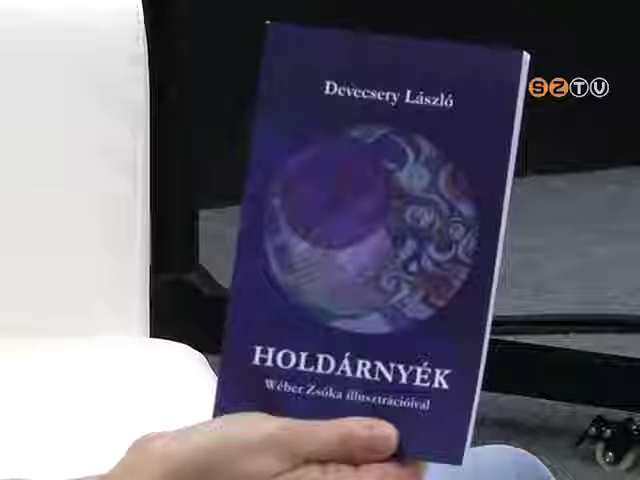 Devecsery László
SZTV
HOLDÁRNYÉK
Wéber Zsóka illusztrációival